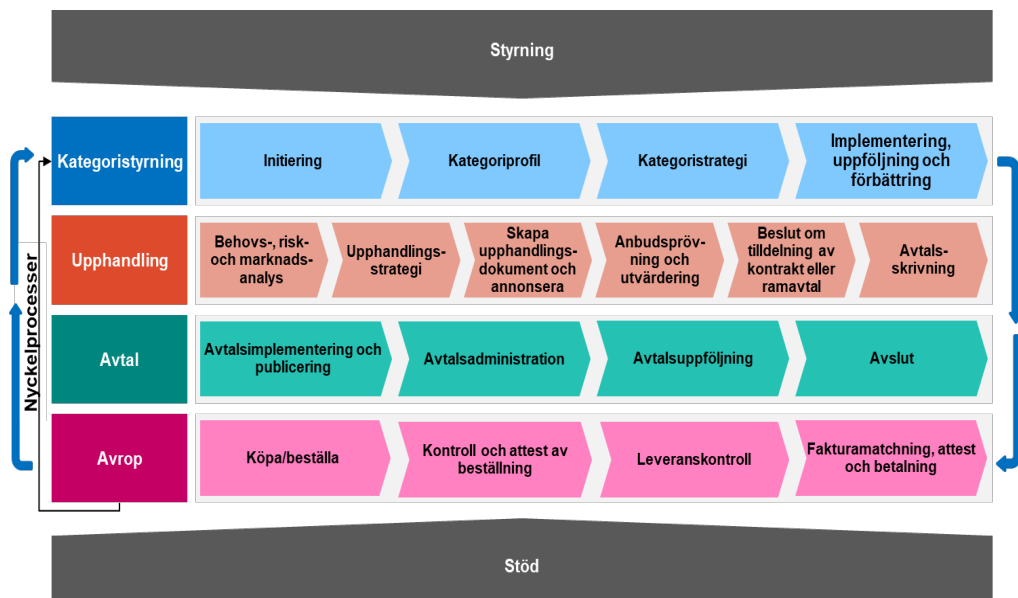 Styrning
Nyckelprocesser
Kategoristyrning
Initiering
Kategoriprofil
Kategoristrategi
Implementering,
uppföljning och
förbättring
Upphandling
Behovs-, risk-
och marknads-
analys
Upphandlings-
strategi
Skapa
upphandlings-
dokument och
annonsera
Anbudspröv-
ning och
utvärdering
Beslut om
tilldelning av
kontrakt eller
ramavtal
Avtals-
skrivning
Avtal
Avtalsimplementering och
publicering
Avtalsadministration
Avtalsuppföljning
Avslut
Avrop
Köpa/beställa
Kontroll och attest av
beställning
Leveranskontroll
Fakturamatchning, attest
och betalning
Stöd